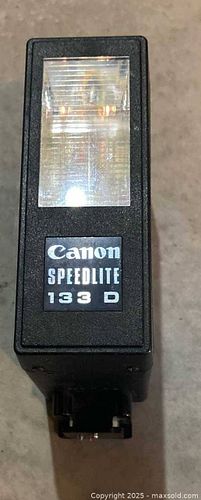 Canon
SPEEDLITE
133 D
Copyright © 2025 - maxsold.com